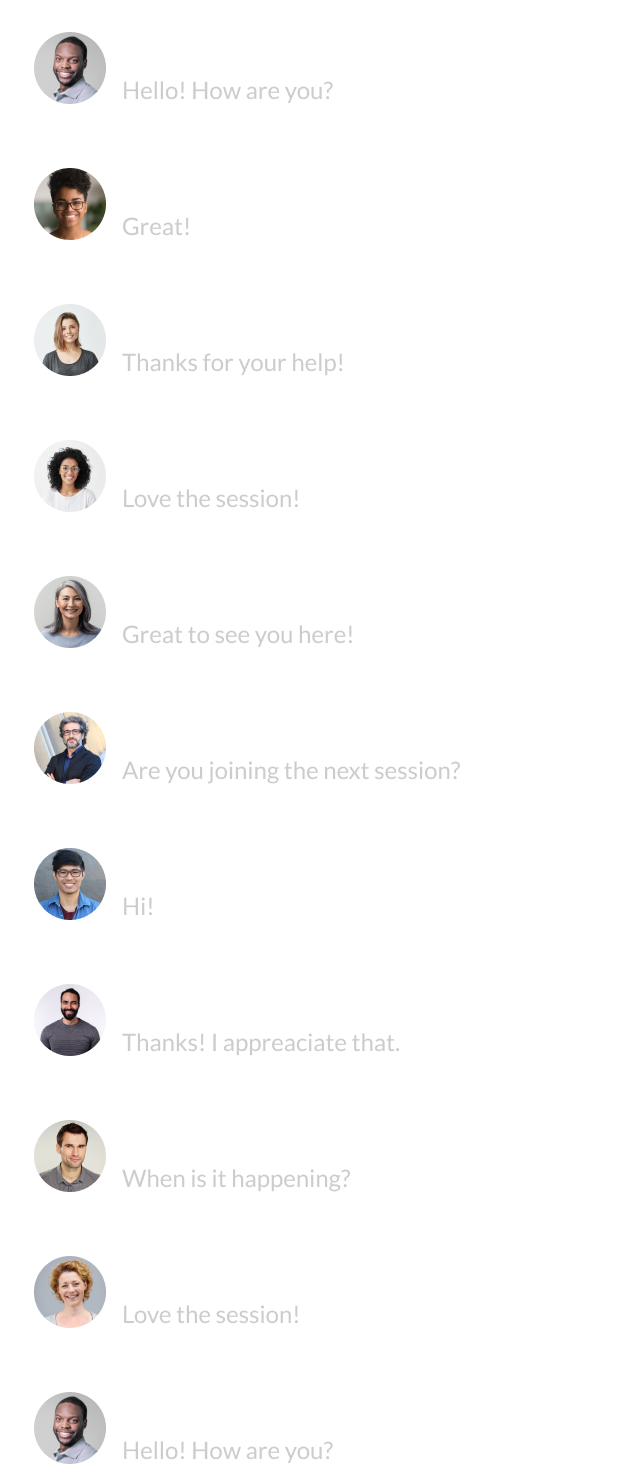 Hello! How are you?
Great!
Thanks for your help!
Love the session!
Great to see you here!
Are you joining the next session?
Hi!
Thanks! I appreaciate that.
When is it happening?
Love the session!
Hello! How are you?